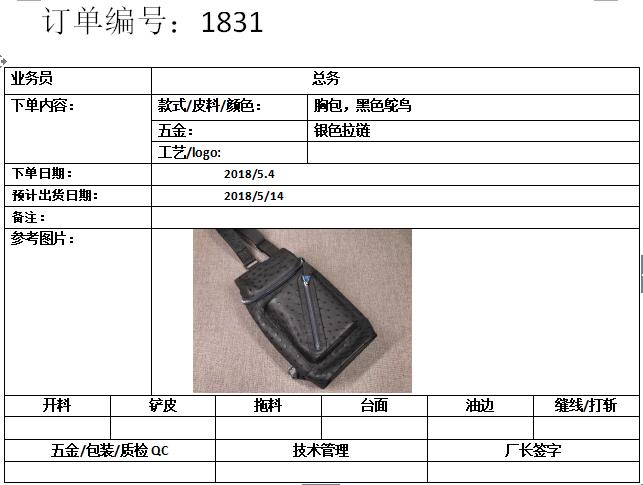 订单编号：1831
业务员 总务
下单内容： 款式/皮料/颜色： 胸包，黑色鸵鸟
五金： 银色拉链
工艺/logo:
下单日期： 2018/5.4
预计出货日期： 2018/5/14
备注：
参考图片：
开料 铲皮 拖料 台面 油边 缝线/打斩
五金/包装/质检 QC 技术管理 厂长签字